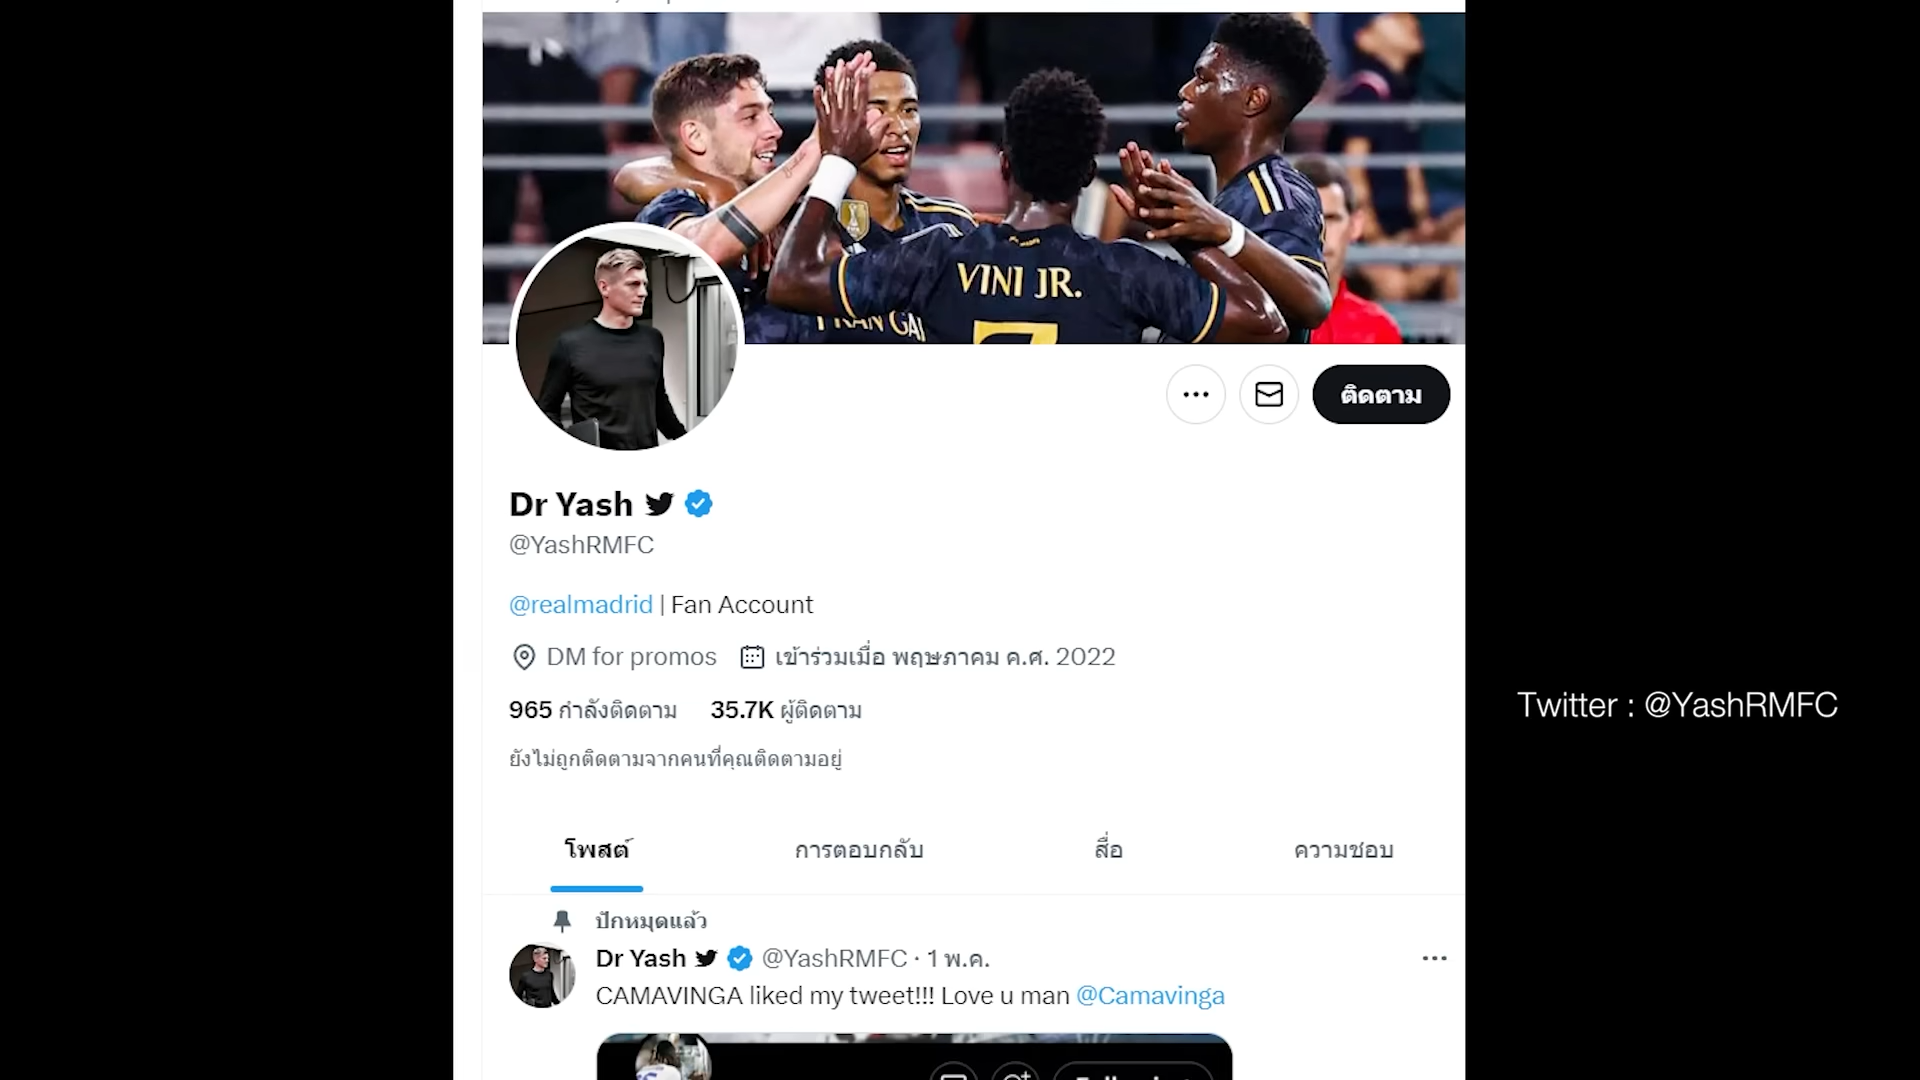 VINI JR.
7
FRAN GA
ติดตาม
Dr Yash
@YashRMFC
@realmadrid | Fan Account
DM for promos เข้าร่วมเมื่อ พฤษภาคม ค.ศ. 2022
965 กำลังติดตาม 35.7K ผู้ติดตาม
ยังไม่ถูกติดตามจากคนที่คุณติดตามอยู่
Twitter : @YashRMFC
โพสต์ การตอบกลับ สื่อ ความชอบ
ปักหมุดแล้ว
Dr Yash @YashRMFC · 1 พ.ค.
CAMAVINGA liked my tweet!!! Love u man @Camavinga